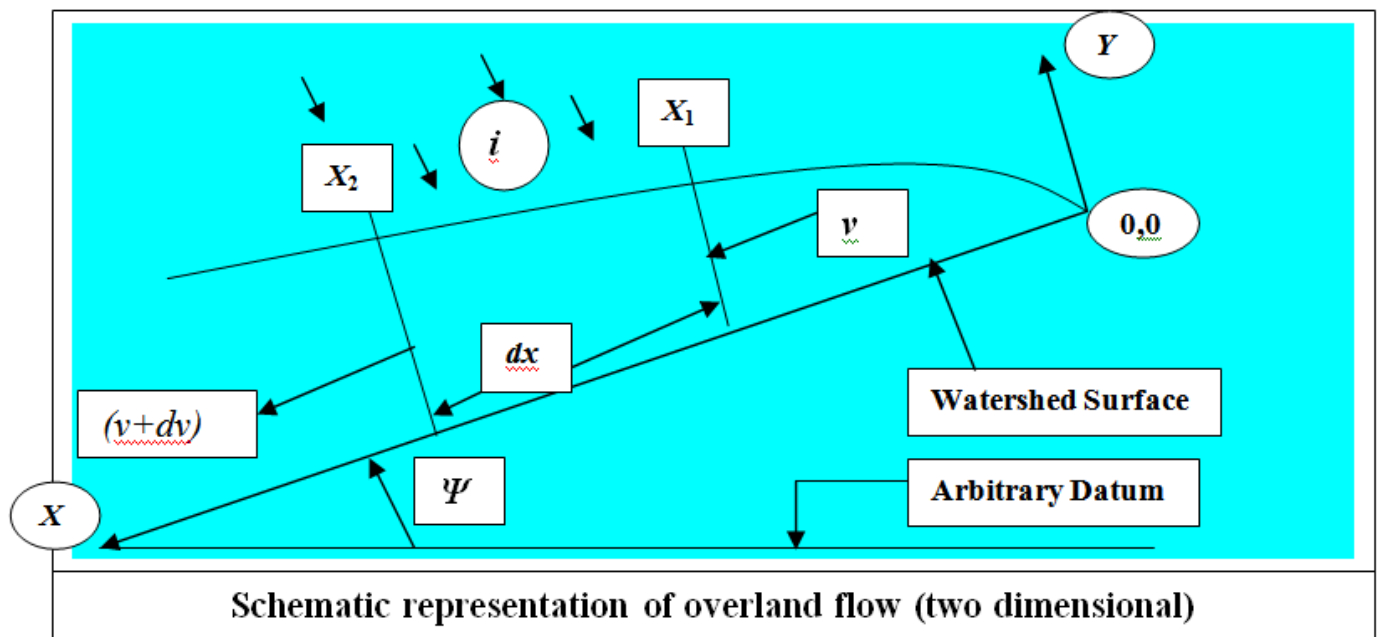 Y
X₁
i
X₂
v
0,0
dx
Watershed Surface
(v+dv)
Ψ
Arbitrary Datum
X
Schematic representation of overland flow (two dimensional)